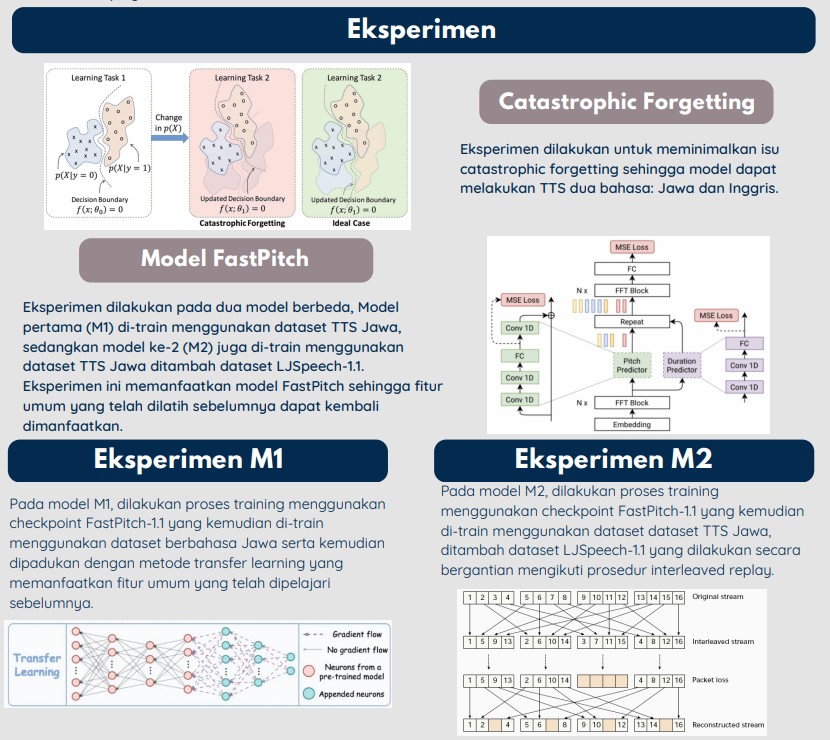 Eksperimen
Learning Task 1
Learning Task 2
Learning Task 2
Change
in p(X)
p(X|y = 0)
p(X|y = 1)
Decision Boundary
f(x; θ₀) = 0
Updated Decision Boundary
f(x; θ₁) = 0
Updated Decision Boundary
f(x; θ₁) = 0
Catastrophic Forgetting
Ideal Case
Catastrophic Forgetting
Eksperimen dilakukan untuk meminimalkan isu
catastrophic forgetting sehingga model dapat
melakukan TTS dua bahasa: Jawa dan Inggris.
Model FastPitch
Eksperimen dilakukan pada dua model berbeda, Model
pertama (M1) di-train menggunakan dataset TTS Jawa,
sedangkan model ke-2 (M2) juga di-train menggunakan
dataset TTS Jawa ditambah dataset LJSpeech-1.1.
Eksperimen ini memanfaatkan model FastPitch sehingga fitur
umum yang telah dilatih sebelumnya dapat kembali
dimanfaatkan.
MSE Loss
FC
N x
FFT Block
MSE Loss
Repeat
MSE Loss
Conv 1D
FC
Conv 1D
Conv 1D
Pitch
Predictor
Duration
Predictor
FC
Conv 1D
Conv 1D
N x
FFT Block
Embedding
Eksperimen M1
Pada model M1, dilakukan proses training menggunakan
checkpoint FastPitch-1.1 yang kemudian di-train
menggunakan dataset berbahasa Jawa serta kemudian
dipadukan dengan metode transfer learning yang
memanfaatkan fitur umum yang telah dipelajari
sebelumnya.
Transfer
Learning
Gradient flow
No gradient flow
Neurons from a
pre-trained model
Appended neurons
Eksperimen M2
Pada model M2, dilakukan proses training
menggunakan checkpoint FastPitch-1.1 yang kemudian
di-train menggunakan dataset dataset TTS Jawa,
ditambah dataset LJSpeech-1.1 yang dilakukan secara
bergantian mengikuti prosedur interleaved replay.
1 2 3 4 5 6 7 8 9 10 11 12 13 14 15 16 Original stream
1 5 9 13 2 6 10 14 3 7 11 15 4 8 12 16 Interleaved stream
1 5 9 13 2 6 10 14 4 8 12 16 Packet loss
1 2 4 5 6 8 9 10 12 13 14 16 Reconstructed stream